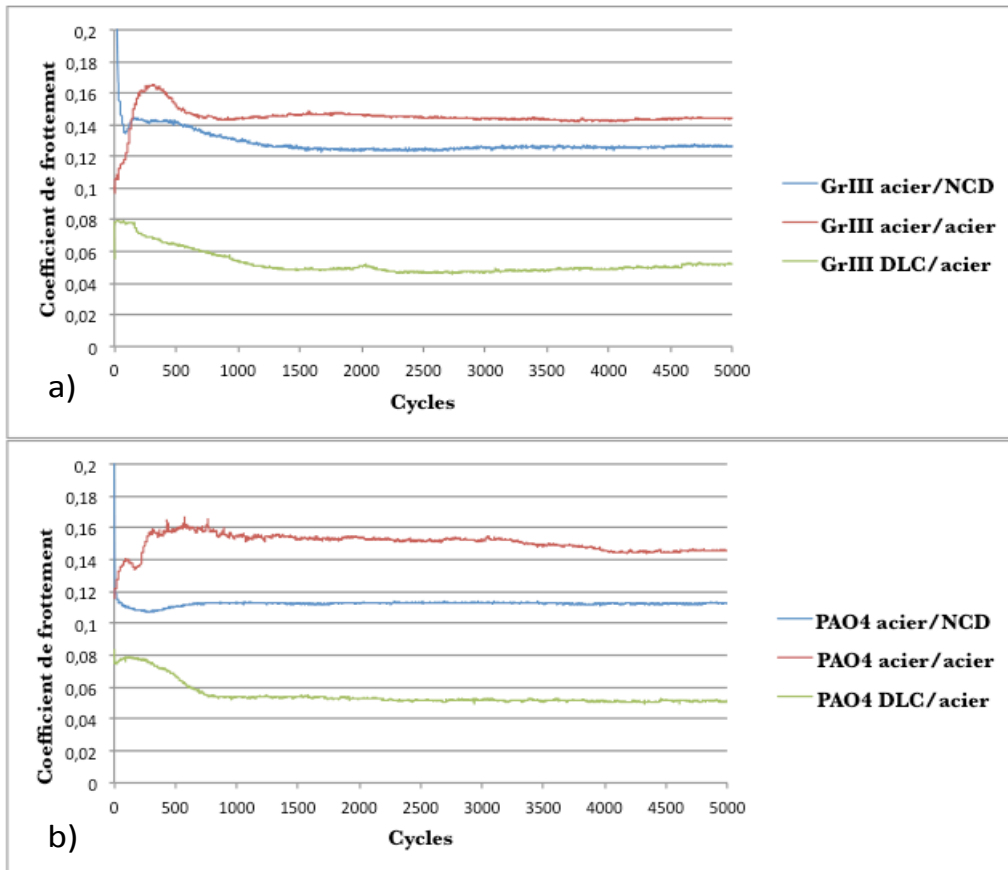 0,2
0,18
0,16
0,14
0,12
0,1
0,08
0,06
0,04
0,02
0
Coefficient de frottement
0 500 1000 1500 2000 2500 3000 3500 4000 4500 5000
Cycles
a)
GrIII acier/NCD
GrIII acier/acier
GrIII DLC/acier
0,2
0,18
0,16
0,14
0,12
0,1
0,08
0,06
0,04
0,02
0
Coefficient de frottement
0 500 1000 1500 2000 2500 3000 3500 4000 4500 5000
Cycles
b)
PAO4 acier/NCD
PAO4 acier/acier
PAO4 DLC/acier